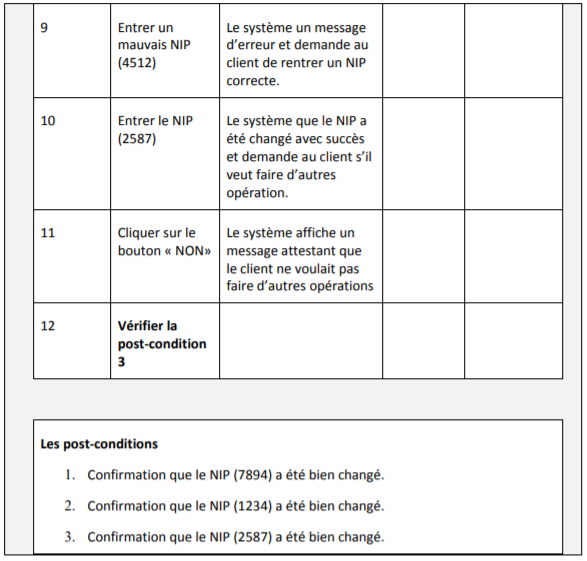 9
Entrer un
mauvais NIP
(4512)
Le système un message
d'erreur et demande au
client de rentrer un NIP
correcte.
10
Entrer le NIP
(2587)
Le système que le NIP a
été changé avec succès
et demande au client s'il
veut faire d'autres
opération.
11
Cliquer sur le
bouton « NON»
Le système affiche un
message attestant que
le client ne voulait pas
faire d'autres opérations
12
Vérifier la
post-condition
3
Les post-conditions
1. Confirmation que le NIP (7894) a été bien changé.
2. Confirmation que le NIP (1234) a été bien changé.
3. Confirmation que le NIP (2587) a été bien changé.